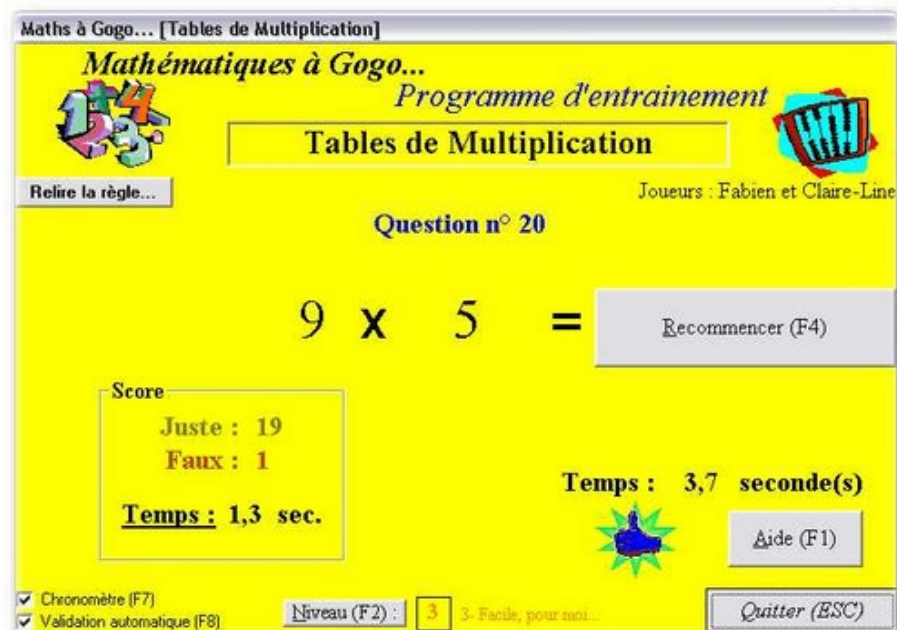 Maths à Gogo... [Tables de Multiplication]
Mathématiques à Gogo...
Programme d'entrainement
Tables de Multiplication
Relire la règle...
Joueurs : Fabien et Claire-Line
Question n° 20
9 x 5 = Recommencer (F4)
Score
Juste : 19
Faux : 1
Temps : 1,3 sec.
Temps : 3,7 seconde(s)
Aide (F1)
Chronomètre (F7)
Validation automatique (F8)
Niveau (F2) : 3 3- Facile, pour moi...
Quitter (ESC)